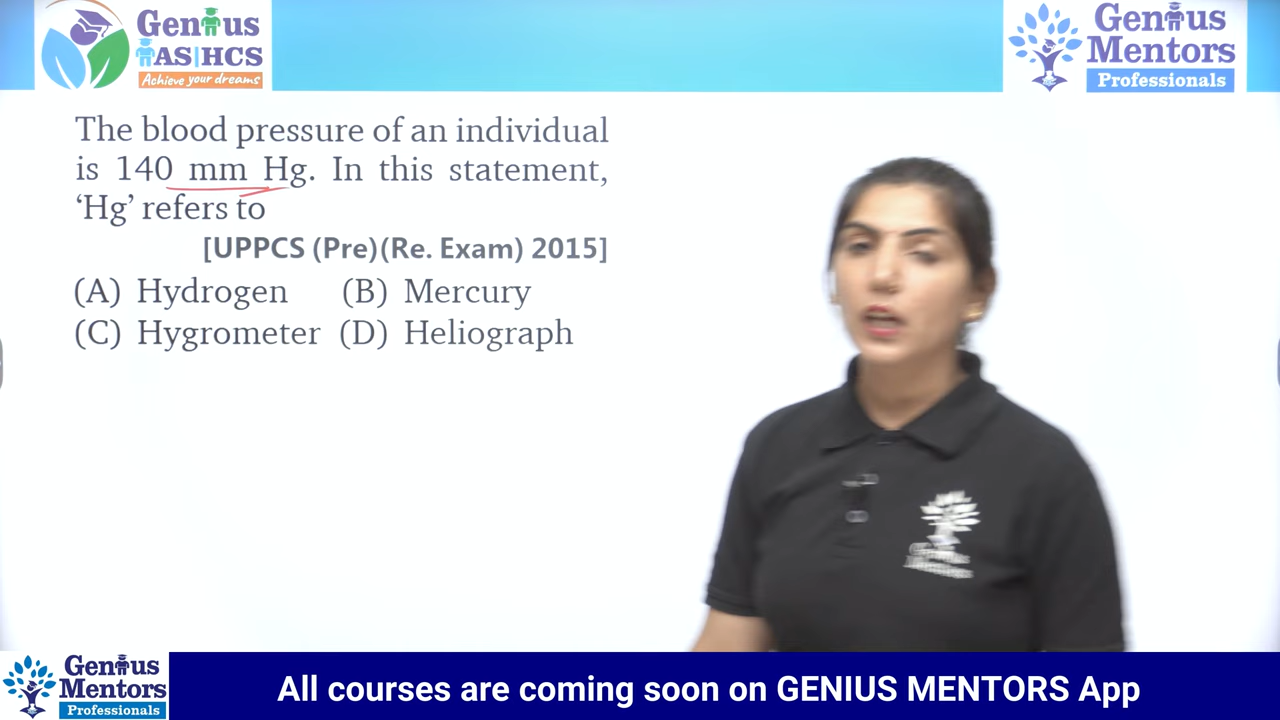 Genius
IAS|HCS
Achieve your dreams
Genius
Mentors
Professionals
The blood pressure of an individual
is 140 mm Hg. In this statement,
‘Hg’ refers to
[UPPCS (Pre)(Re. Exam) 2015]
(A) Hydrogen (B) Mercury
(C) Hygrometer (D) Heliograph
Genius
Mentors
Professionals
All courses are coming soon on GENIUS MENTORS App